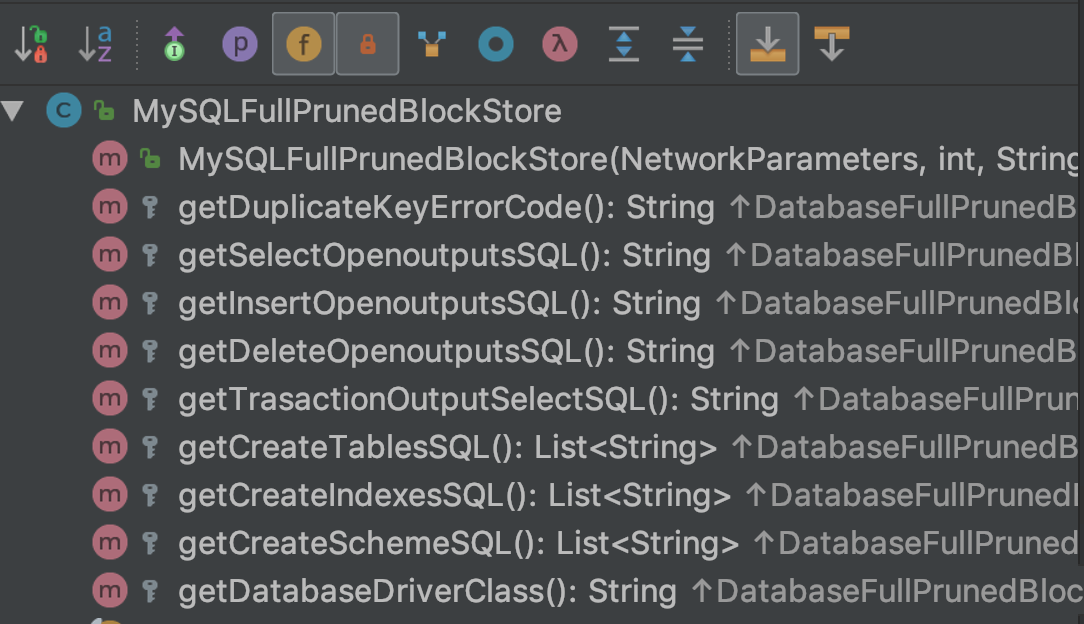 a
z
I
p
f
λ
C MySQLFullPrunedBlockStore
m MySQLFullPrunedBlockStore(NetworkParameters, int, String
m getDuplicateKeyErrorCode(): String ↑DatabaseFullPrunedB
m getSelectOpenoutputsSQL(): String ↑DatabaseFullPrunedBl
m getInsertOpenoutputsSQL(): String ↑DatabaseFullPrunedBlo
m getDeleteOpenoutputsSQL(): String ↑DatabaseFullPrunedB
m getTrasactionOutputSelectSQL(): String ↑DatabaseFullPrun
m getCreateTablesSQL(): List<String> ↑DatabaseFullPrunedB
m getCreateIndexesSQL(): List<String> ↑DatabaseFullPruned
m getCreateSchemeSQL(): List<String> ↑DatabaseFullPruned
m getDatabaseDriverClass(): String ↑DatabaseFullPrunedBloc